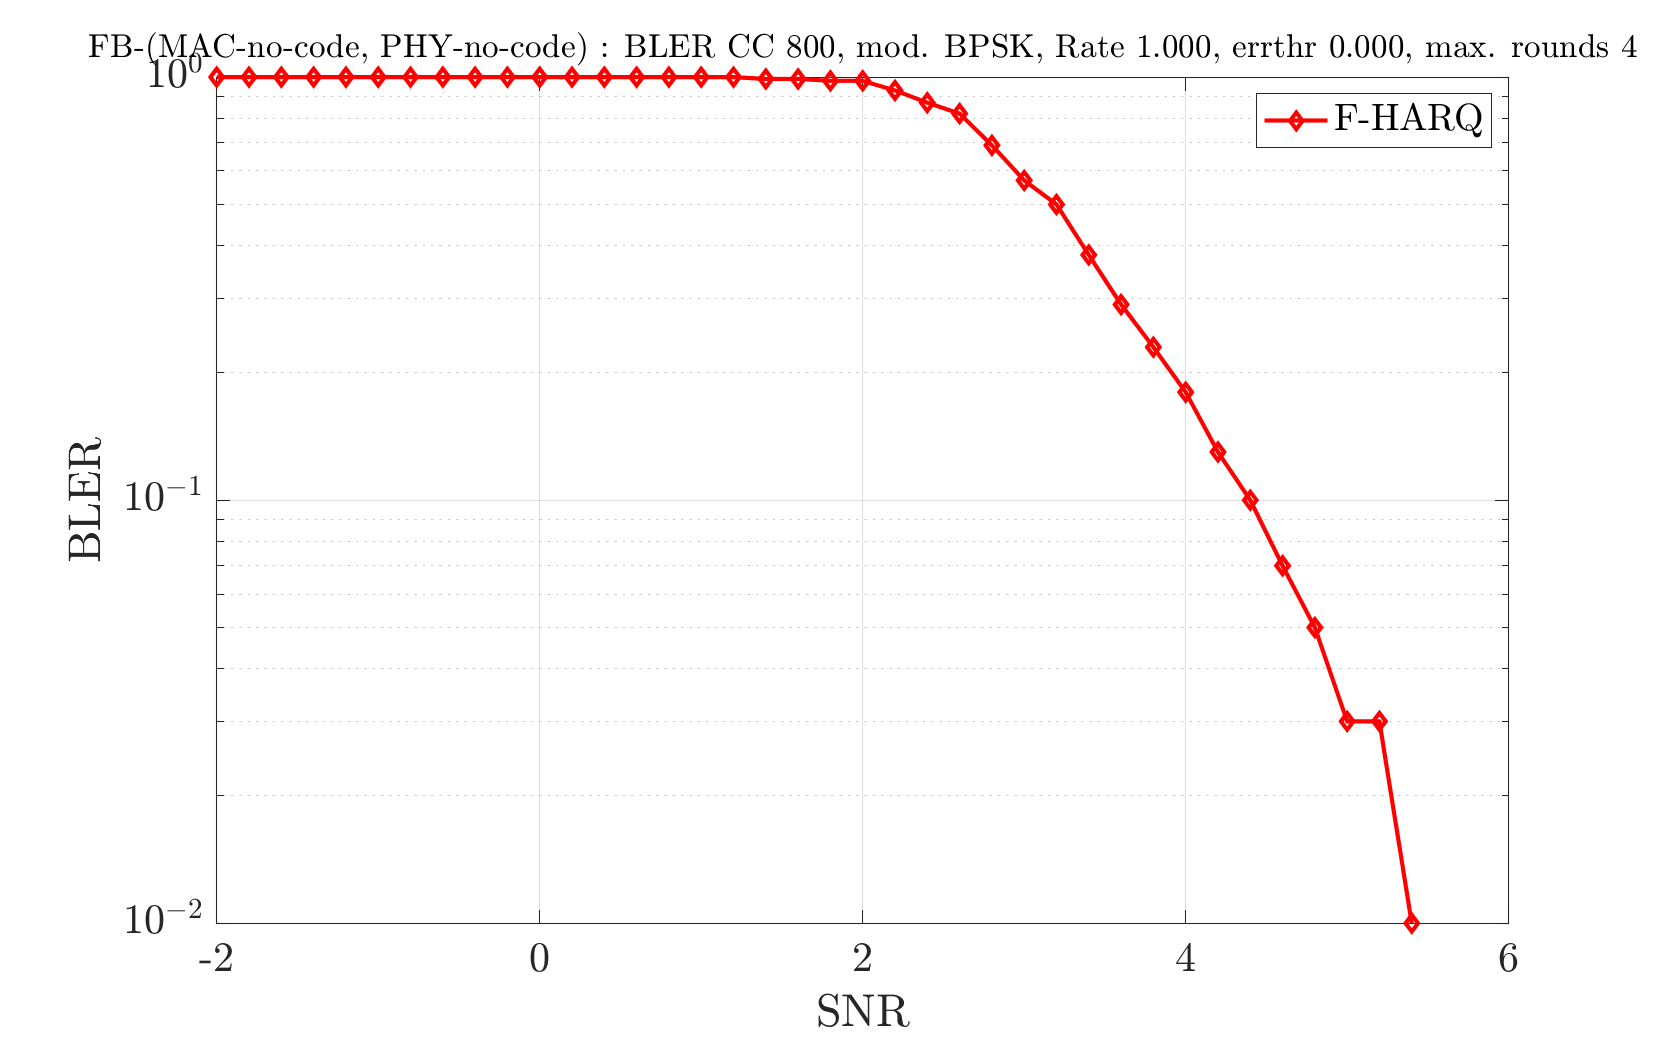 FB-(MAC-no-code, PHY-no-code) : BLER CC 800, mod. BPSK, Rate 1.000, errthr 0.000, max. rounds 4
10^0
F-HARQ
BLER
10^-1
10^-2
-2 0 2 4 6
SNR